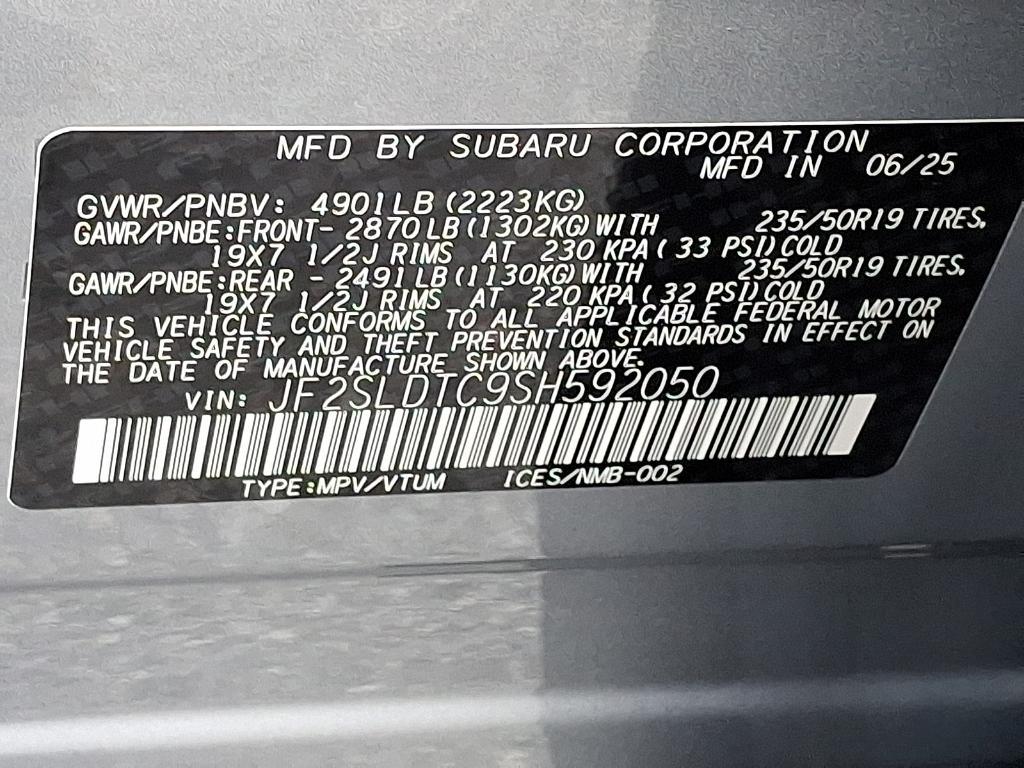 MFD BY SUBARU CORPORATION
MFD IN 06/25
GVWR/PNBV: 4901LB (2223KG)
GAWR/PNBE:FRONT- 2870LB(1302KG)WITH 235/50R19 TIRES,
19X7 1/2J RIMS AT 230 KPA( 33 PSI)COLD
GAWR/PNBE:REAR - 2491LB(1130KG)WITH 235/50R19 TIRES,
19X7 1/2J RIMS AT 220 KPA( 32 PSI)COLD
THIS VEHICLE CONFORMS TO ALL APPLICABLE FEDERAL MOTOR
VEHICLE SAFETY AND THEFT PREVENTION STANDARDS IN EFFECT ON
THE DATE OF MANUFACTURE SHOWN ABOVE.
VIN: JF2SLDTC9SH592050
TYPE:MPV/VTUM ICES/NMB-002